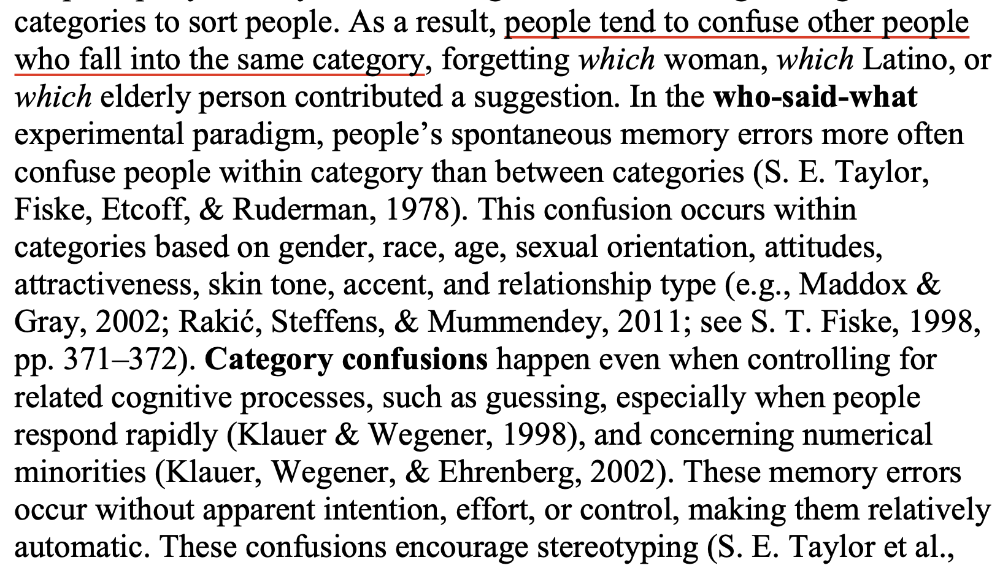 categories to sort people. As a result, people tend to confuse other people
who fall into the same category, forgetting which woman, which Latino, or
which elderly person contributed a suggestion. In the who-said-what
experimental paradigm, people’s spontaneous memory errors more often
confuse people within category than between categories (S. E. Taylor,
Fiske, Etcoff, & Ruderman, 1978). This confusion occurs within
categories based on gender, race, age, sexual orientation, attitudes,
attractiveness, skin tone, accent, and relationship type (e.g., Maddox &
Gray, 2002; Rakić, Steffens, & Mummendey, 2011; see S. T. Fiske, 1998,
pp. 371–372). Category confusions happen even when controlling for
related cognitive processes, such as guessing, especially when people
respond rapidly (Klauer & Wegener, 1998), and concerning numerical
minorities (Klauer, Wegener, & Ehrenberg, 2002). These memory errors
occur without apparent intention, effort, or control, making them relatively
automatic. These confusions encourage stereotyping (S. E. Taylor et al.,